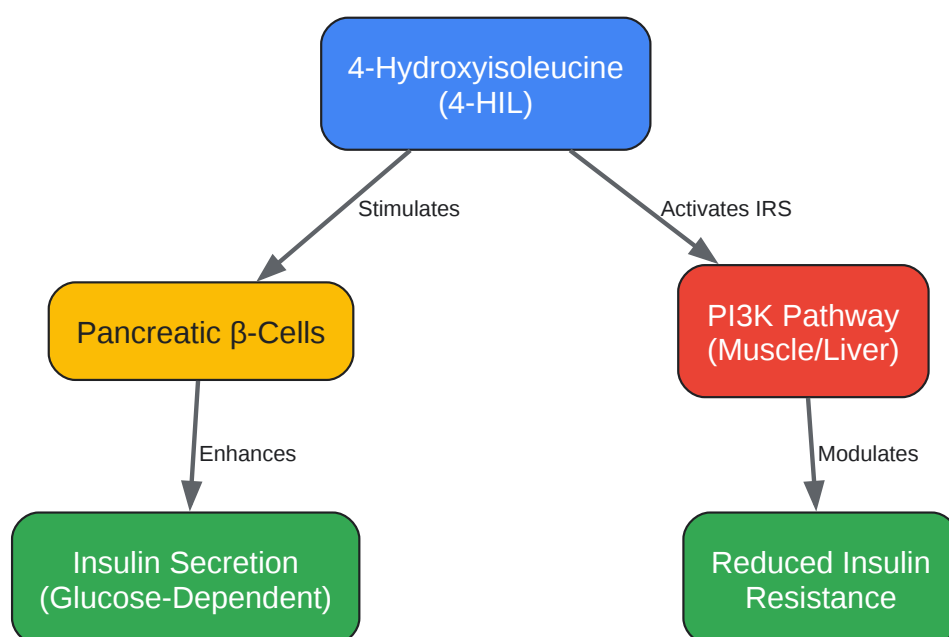 4-Hydroxyisoleucine
(4-HIL)
Stimulates
Activates IRS
Pancreatic β-Cells
PI3K Pathway
(Muscle/Liver)
Enhances
Modulates
Insulin Secretion
(Glucose-Dependent)
Reduced Insulin
Resistance